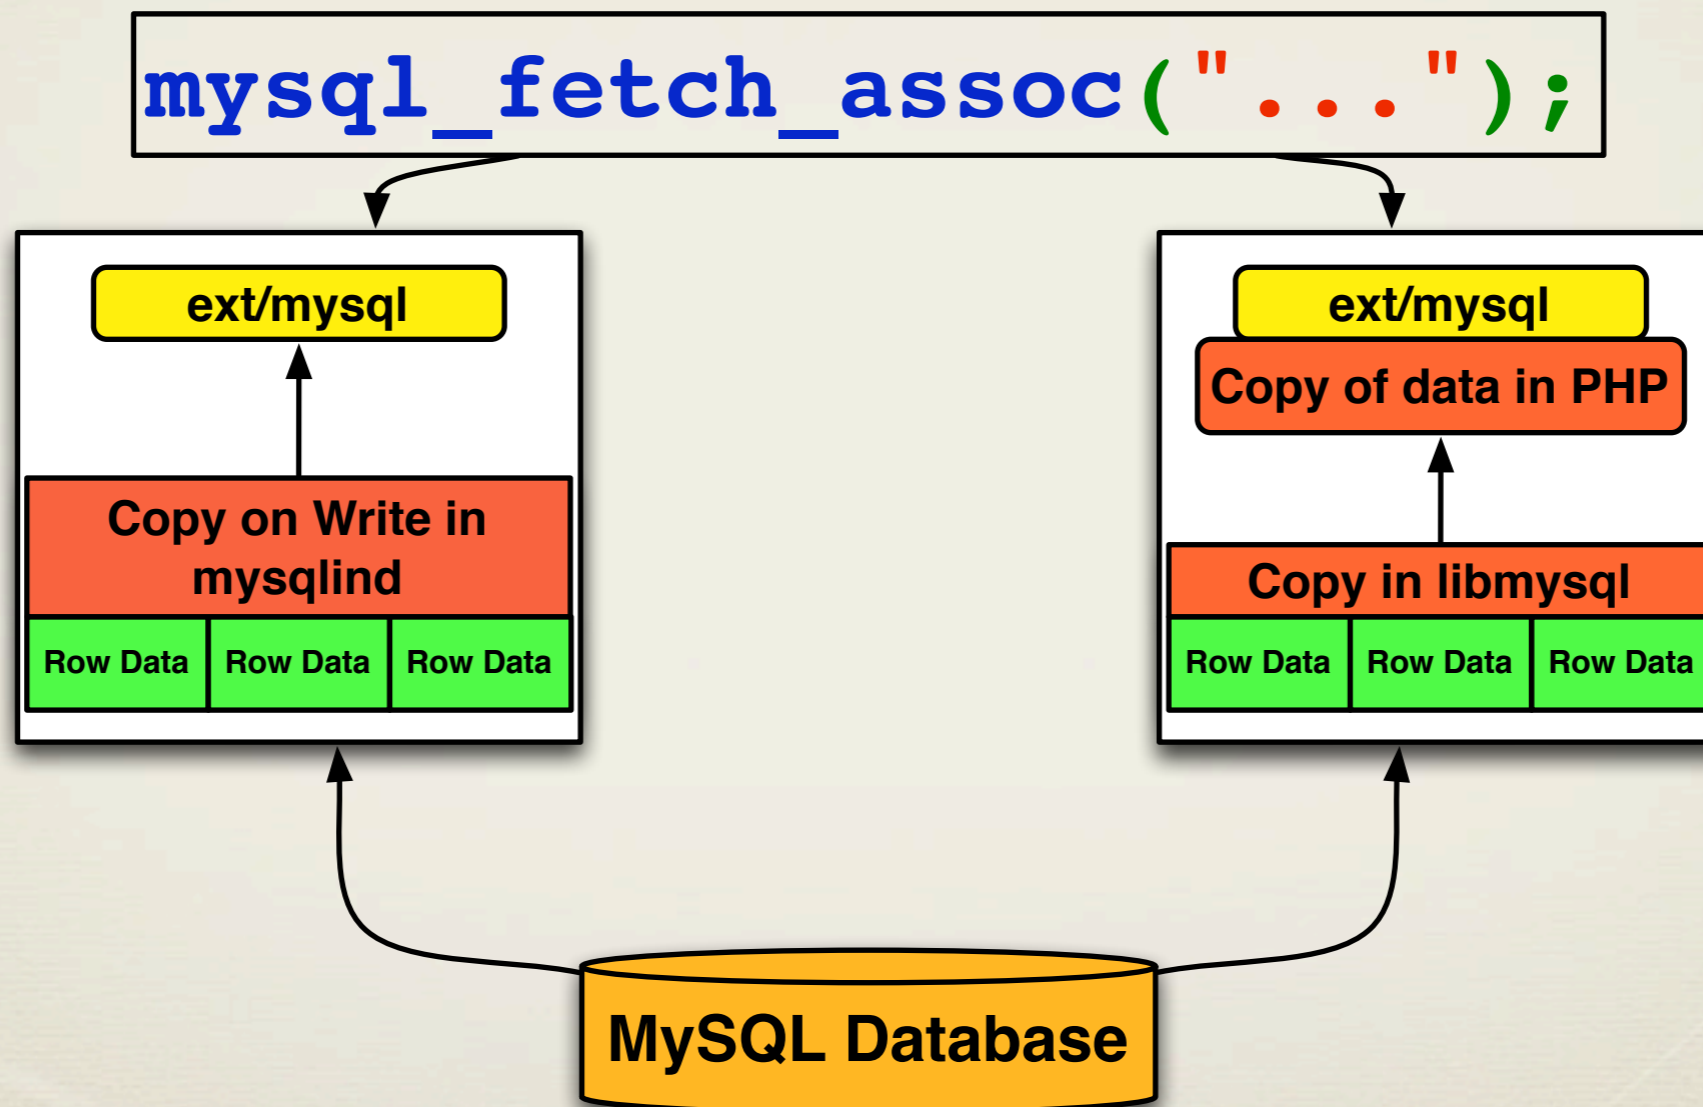 mysql_fetch_assoc("...");
ext/mysql
Copy on Write in
mysqlind
Row Data
Row Data
Row Data
ext/mysql
Copy of data in PHP
Copy in libmysql
Row Data
Row Data
Row Data
MySQL Database